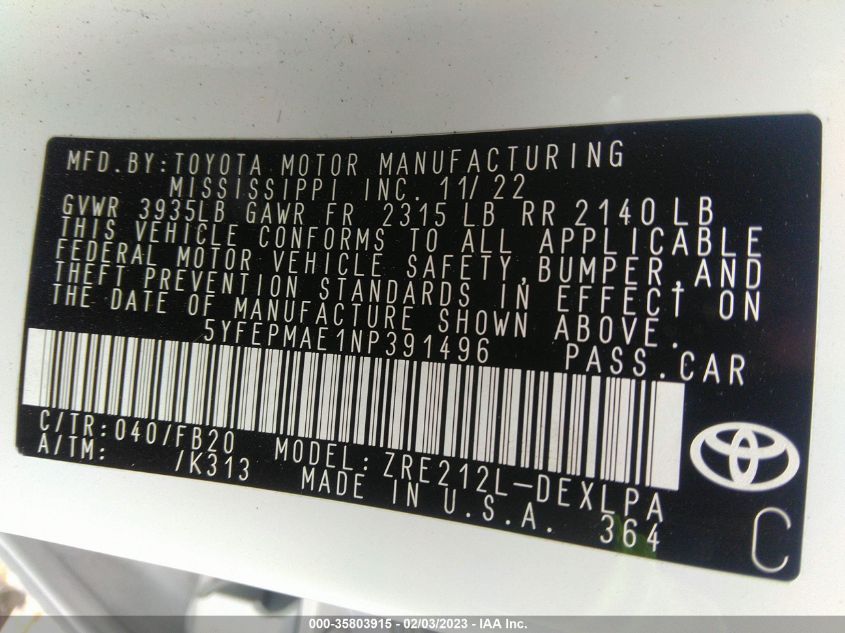 MFD.BY:TOYOTA MOTOR MANUFACTURING
MISSISSIPPI INC. 11/22
GVWR 3935LB GAWR FR 2315 LB RR 2140 LB
THIS VEHICLE CONFORMS TO ALL APPLICABLE
FEDERAL MOTOR VEHICLE SAFETY, BUMPER, AND
THEFT PREVENTION STANDARDS IN EFFECT ON
THE DATE OF MANUFACTURE SHOWN ABOVE.
5YFEPMAE1NP391496 PASS.CAR
C/TR:040/FB20 MODEL:ZRE212L-DEXLPA
A/TM: /K313 MADE IN U.S.A. 364
C
000-35803915 - 02/03/2023 - IAA Inc.